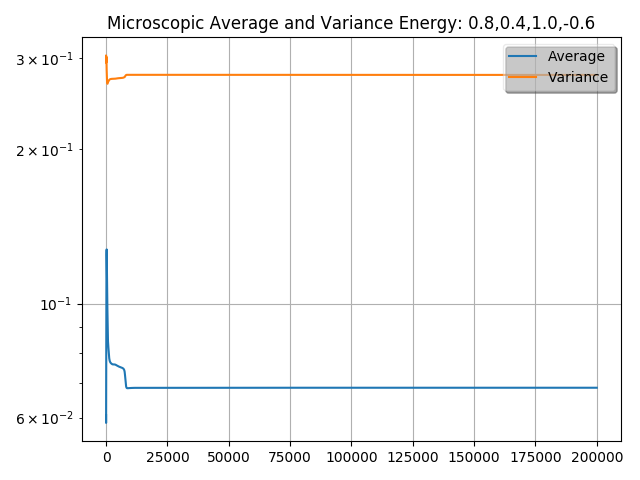 Microscopic Average and Variance Energy: 0.8,0.4,1.0,-0.6
3 × 10⁻¹
2 × 10⁻¹
10⁻¹
6 × 10⁻²
Average
Variance
0 25000 50000 75000 100000 125000 150000 175000 200000